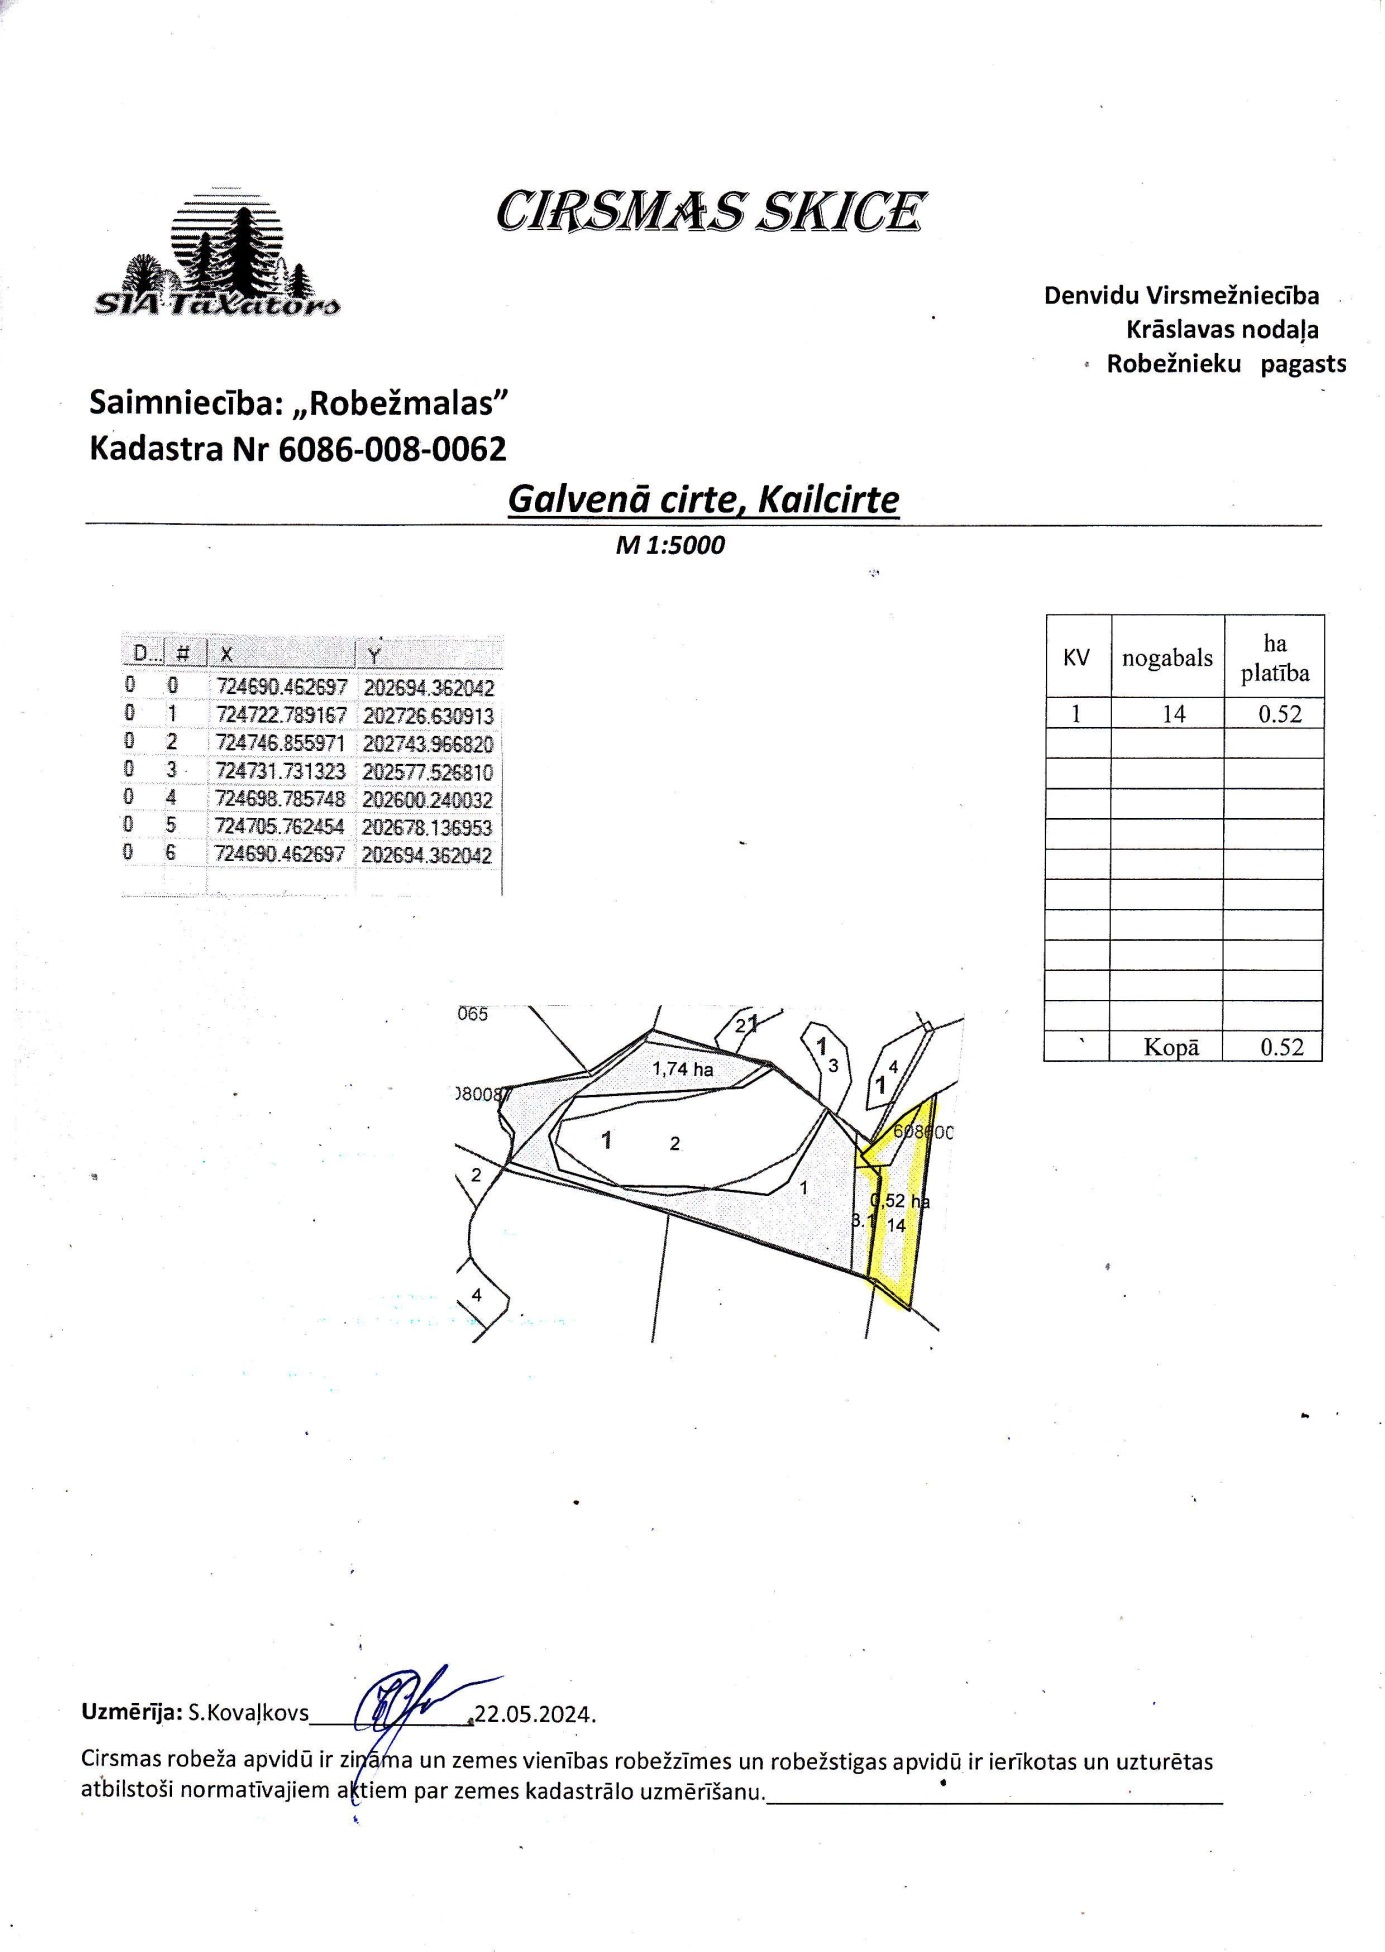 CIRSMAS SKICE
SIA Taxators
Denvidu Virsmežniecība
Krāslavas nodaļa
Robežnieku pagasts
Saimniecība: „Robežmalas”
Kadastra Nr 6086-008-0062
Galvenā cirte, Kailcirte
M 1:5000
D... # X Y
0 0 724690.462697 202694.362042
0 1 724722.789167 202726.630913
0 2 724746.855971 202743.966820
0 3 724731.731323 202577.526810
0 4 724698.785748 202600.240032
0 5 724705.762454 202678.136953
0 6 724690.462697 202694.362042
KV nogabals ha platība
1 14 0.52
Kopā 0.52
065
21
1,74 ha
1
3
4
1
08008
608600
1
2
2
1
0,52 ha
3.1
14
4
Uzmērīja: S.Kovaļkovs 22.05.2024.
Cirsmas robeža apvidū ir zināma un zemes vienības robežzīmes un robežstigas apvidū ir ierīkotas un uzturētas
atbilstoši normatīvajiem aktiem par zemes kadastrālo uzmērīšanu.